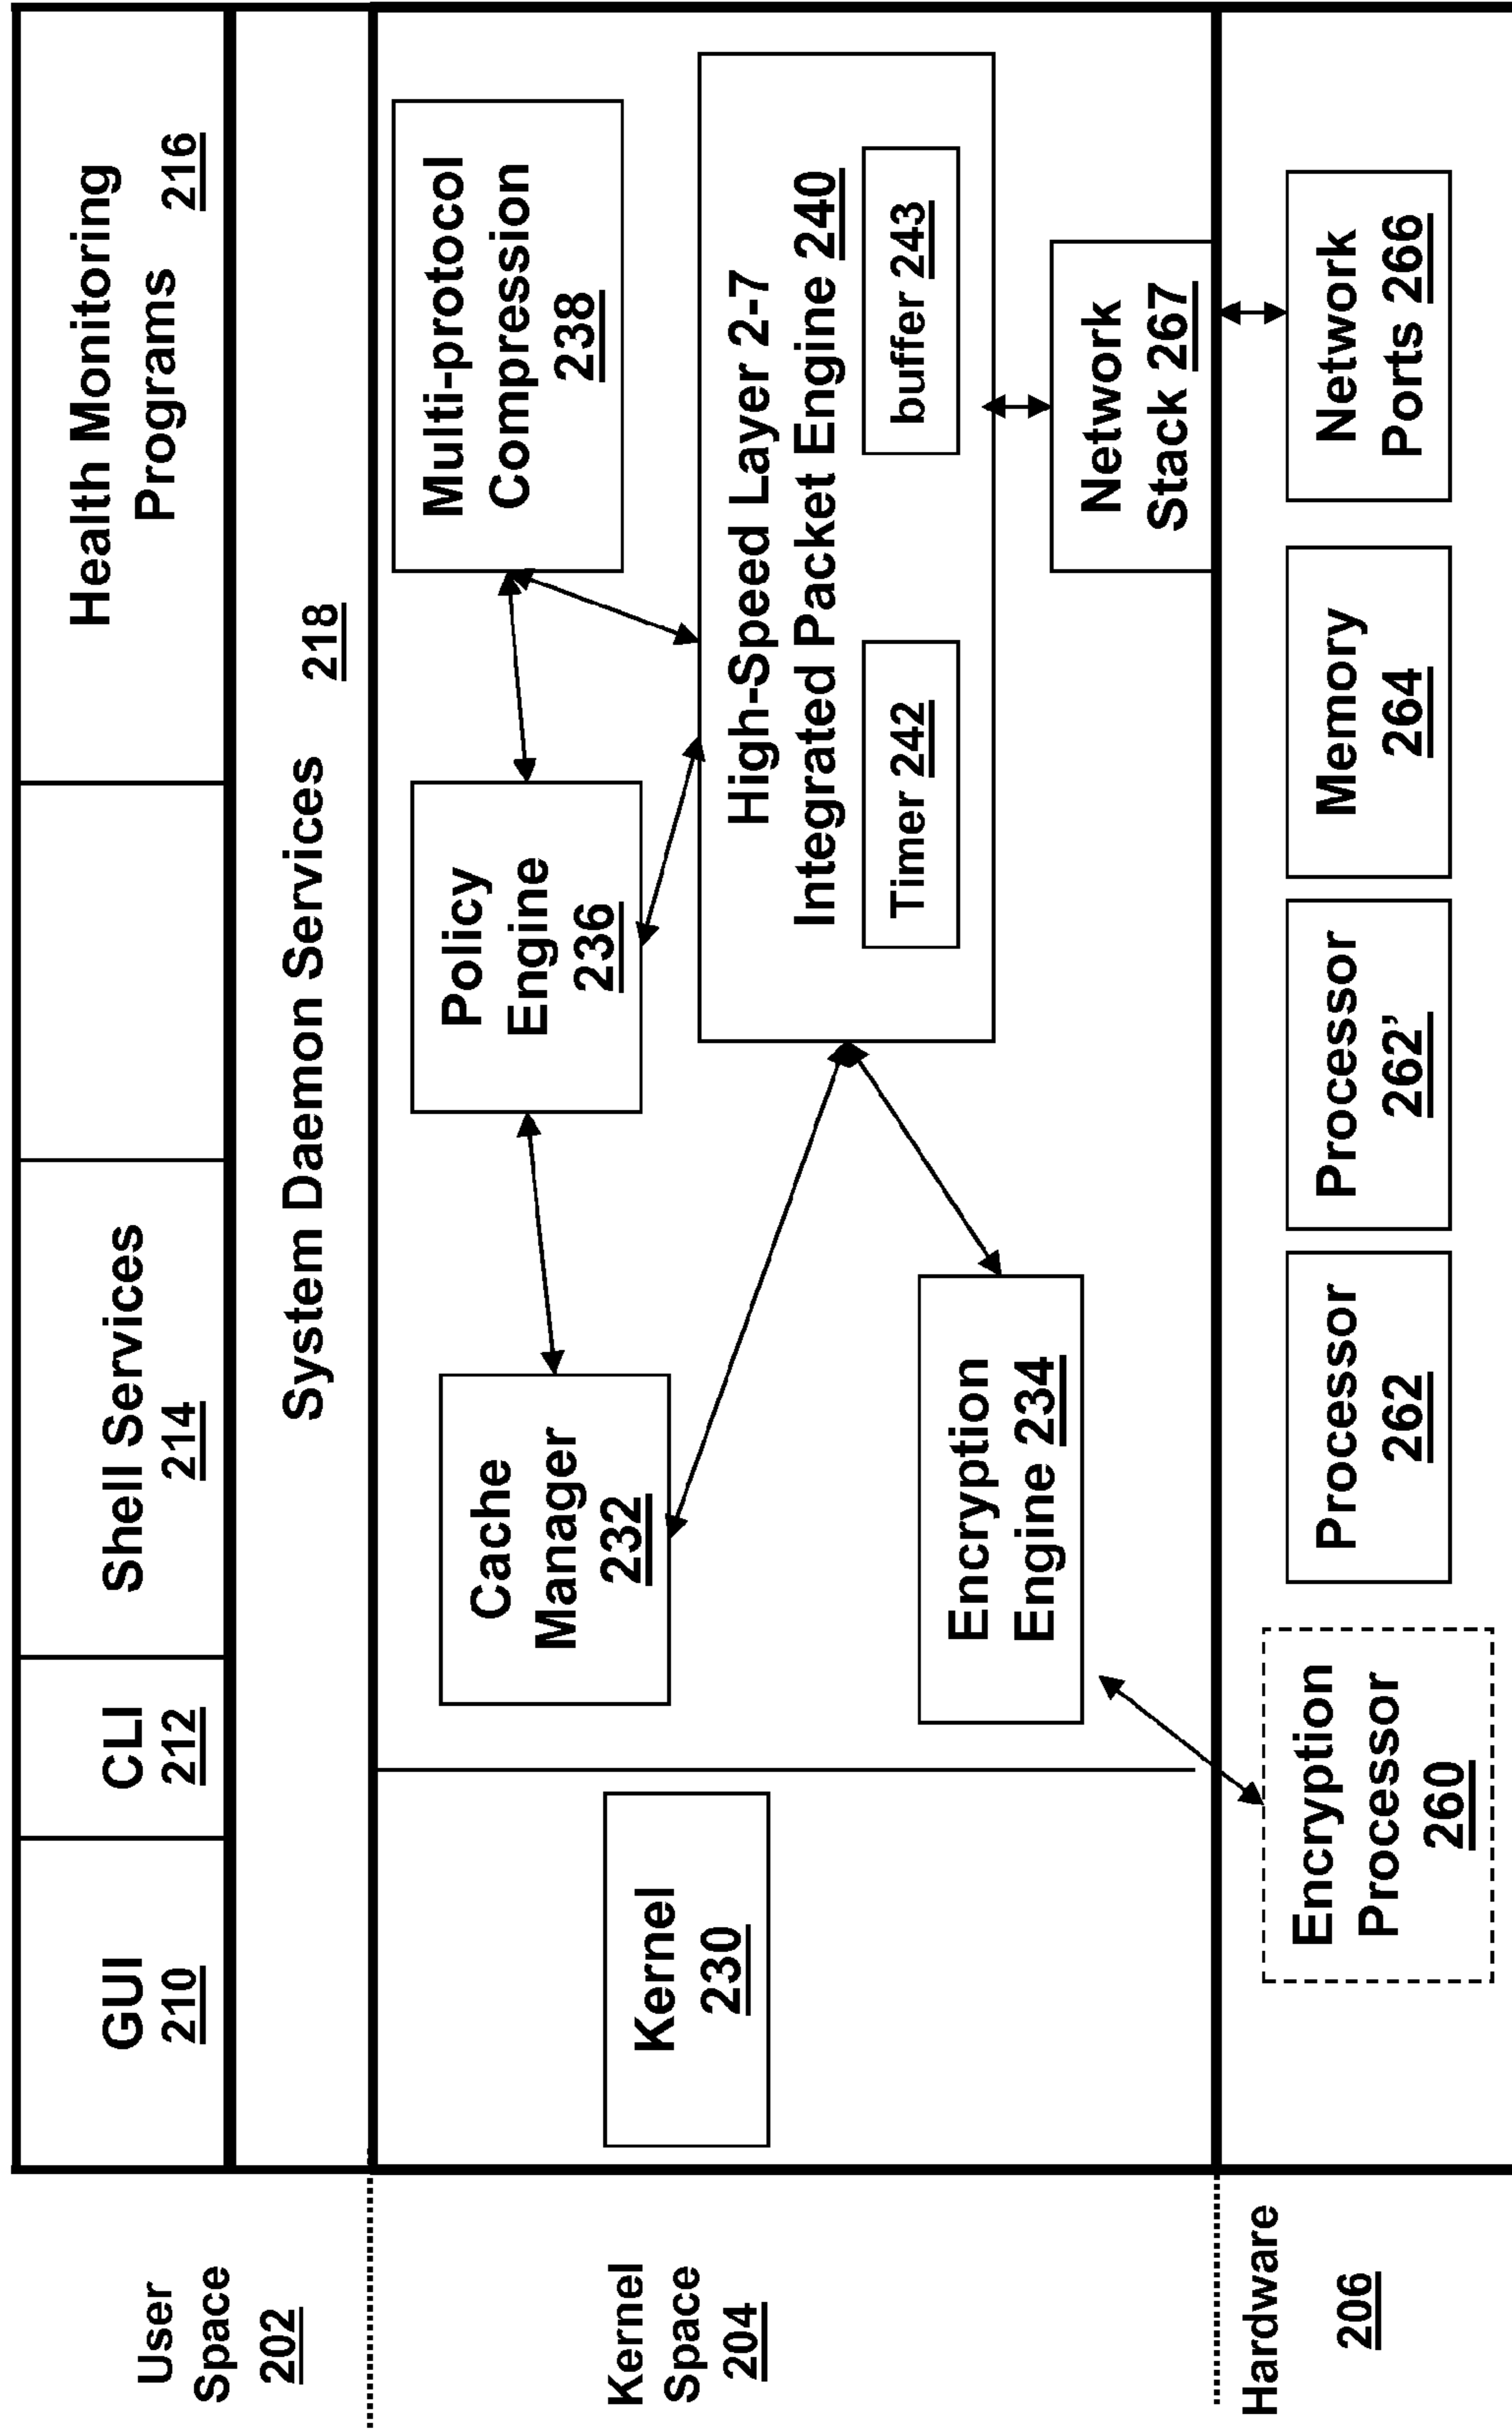 User
Space
202
GUI
210
CLI
212
Shell Services
214
Health Monitoring
Programs 216
System Daemon Services 218
Kernel
Space
204
Kernel
230
Cache
Manager
232
Policy
Engine
236
Multi-protocol
Compression
238
High-Speed Layer 2-7
Integrated Packet Engine 240
Timer 242
buffer 243
Encryption
Engine 234
Network
Stack 267
Hardware
206
Encryption
Processor
260
Processor
262
Processor
262’
Memory
264
Network
Ports 266